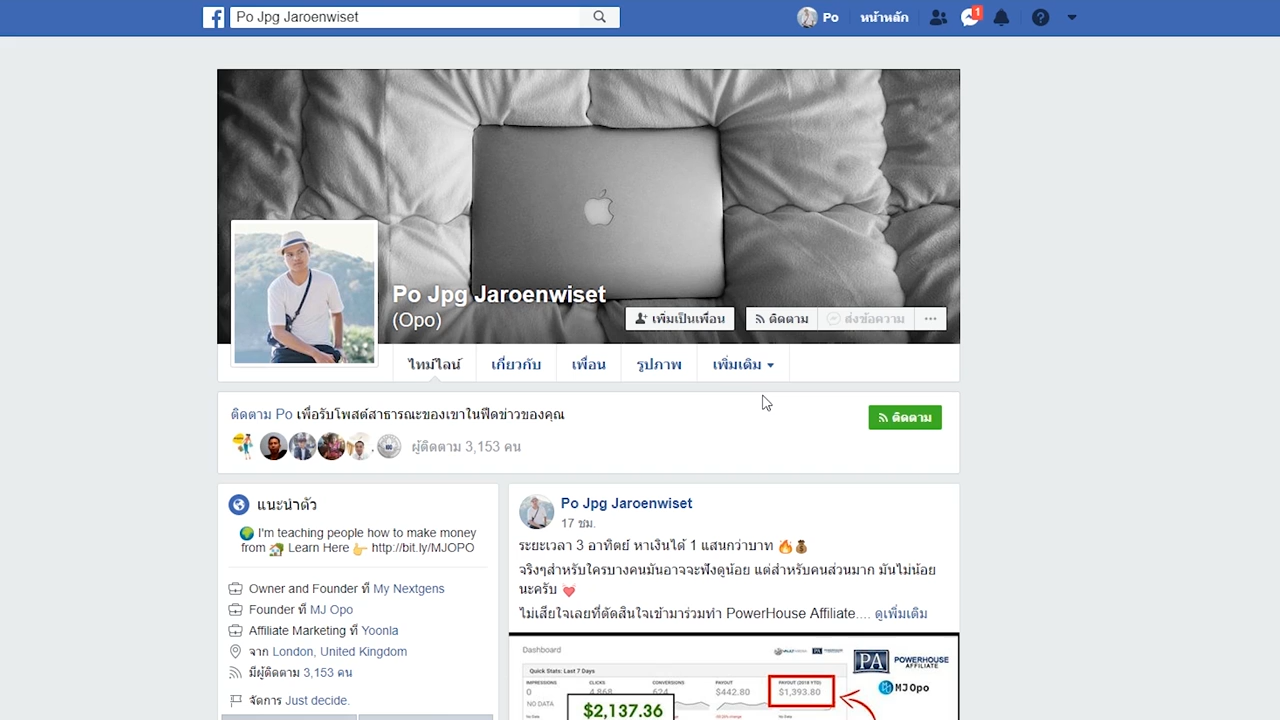 Po Jpg Jaroenwiset
Po
หน้าหลัก
1
Po Jpg Jaroenwiset
(Opo)
เพิ่มเป็นเพื่อน
ติดตาม
ส่งข้อความ
ไทม์ไลน์
เกี่ยวกับ
เพื่อน
รูปภาพ
เพิ่มเติม
ติดตาม Po เพื่อรับโพสต์สาธารณะของเขาในฟีดข่าวของคุณ
ติดตาม
ผู้ติดตาม 3,153 คน
แนะนำตัว
I'm teaching people how to make money
from Learn Here http://bit.ly/MJOPO
Owner and Founder ที่ My Nextgens
Founder ที่ MJ Opo
Affiliate Marketing ที่ Yoonla
จาก London, United Kingdom
มีผู้ติดตาม 3,153 คน
จัดการ Just decide.
Po Jpg Jaroenwiset
17 ชม.
ระยะเวลา 3 อาทิตย์ หาเงินได้ 1 แสนกว่าบาท
จริงๆสำหรับใครบางคนมันอาจจะฟังดูน้อย แต่สำหรับคนส่วนมาก มันไม่น้อย
นะครับ
ไม่เสียใจเลยที่ตัดสินใจเข้ามาร่วมทำ PowerHouse Affiliate.... ดูเพิ่มเติม
Dashboard
PA POWERHOUSE
AFFILIATE
MJ Opo
Quick Stats: Last 7 Days
IMPRESSIONS
0
NO DATA
CLICKS
4,868
CONVERSIONS
624
PAYOUT
$442.80
PAYOUT (2018 YTD)
$1,393.80
$2,137.36